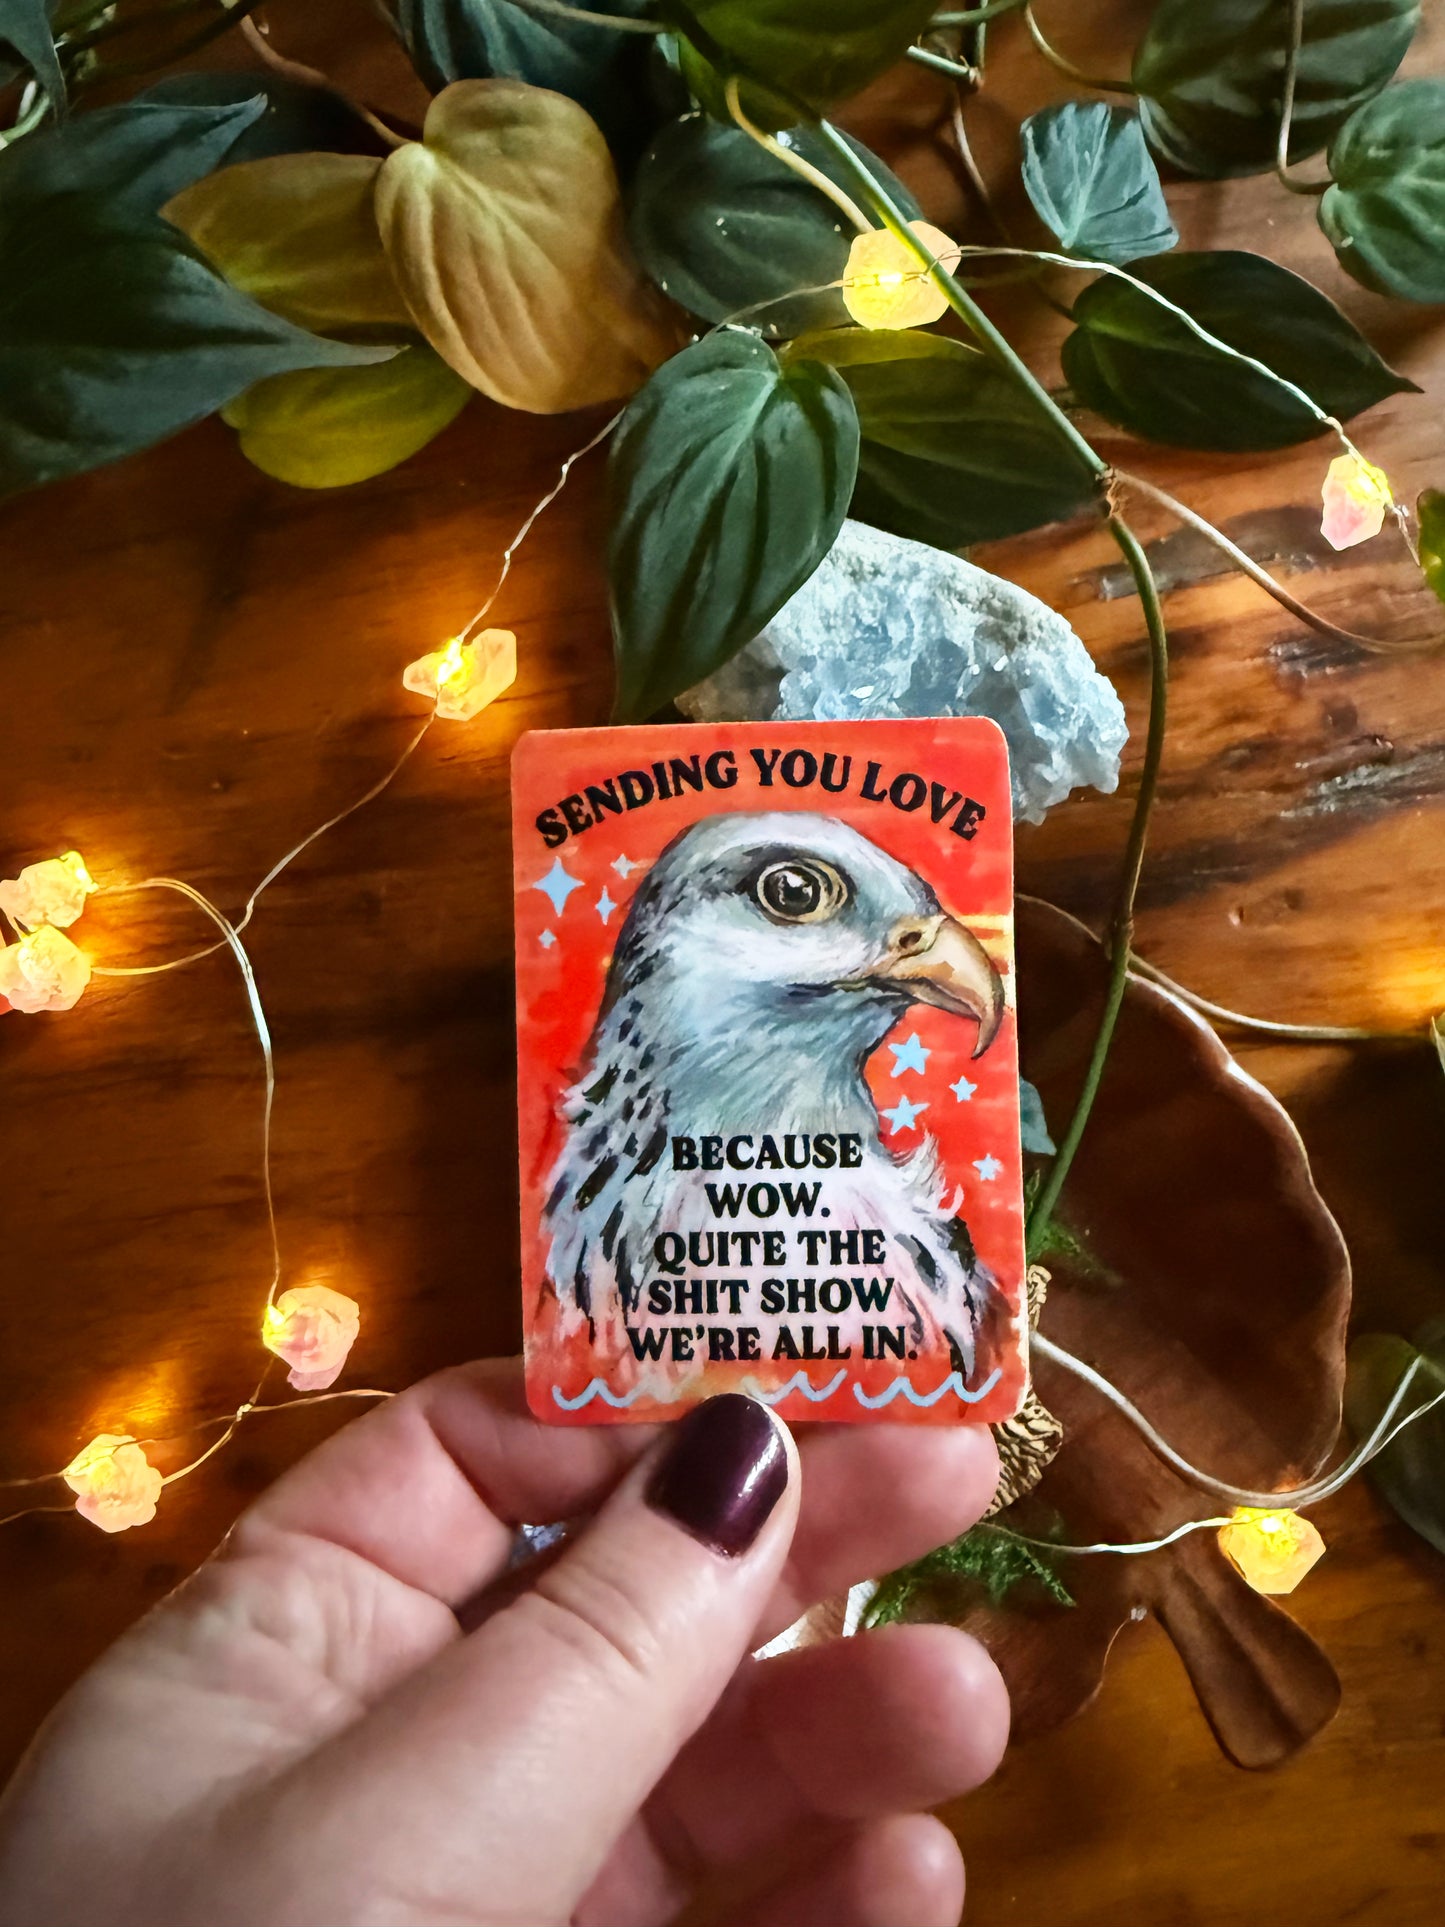 SENDING YOU LOVE
BECAUSE
WOW.
QUITE THE
SHIT SHOW
WE'RE ALL IN.